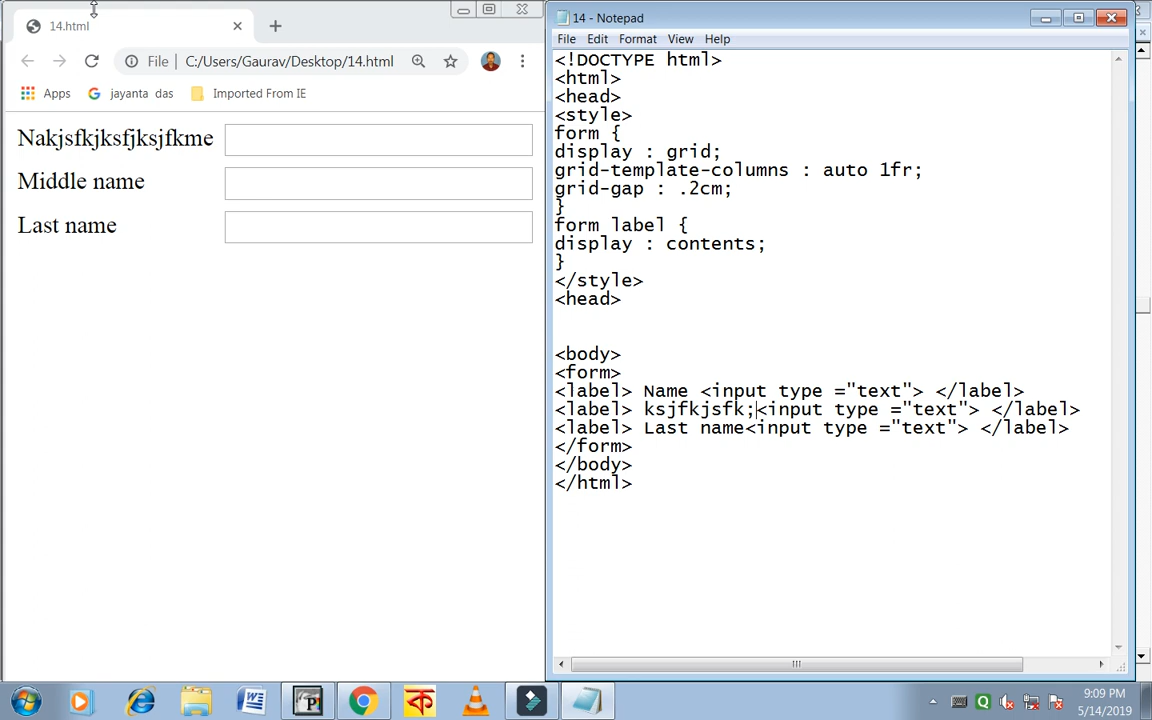 14.html
File C:/Users/Gaurav/Desktop/14.html
Apps jayanta das Imported From IE
Nakjsfkjksfjksjfkme
Middle name
Last name
14 - Notepad
File Edit Format View Help
<!DOCTYPE html>
<html>
<head>
<style>
form {
display : grid;
grid-template-columns : auto 1fr;
grid-gap : .2cm;
}
form label {
display : contents;
}
</style>
<head>
<body>
<form>
<label> Name <input type ="text"> </label>
<label> ksjfkjsfk;<input type ="text"> </label>
<label> Last name<input type ="text"> </label>
</form>
</body>
</html>
ক
9:09 PM
5/14/2019